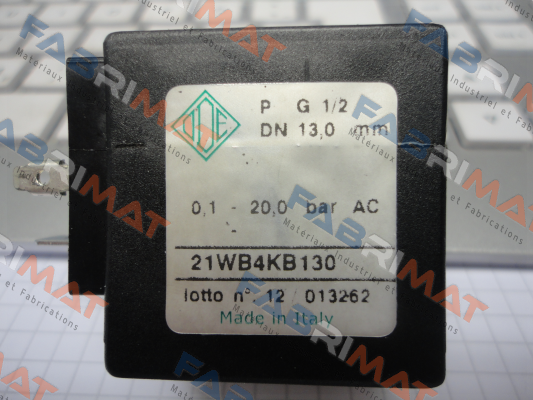 ODE
P G 1/2
DN 13,0 mm
0,1 - 20,0 bar AC
-
21WB4KB130
lotto n° 12 013262
Made in Italy
FABRIMAT
Matériaux Industriel et Fabrications